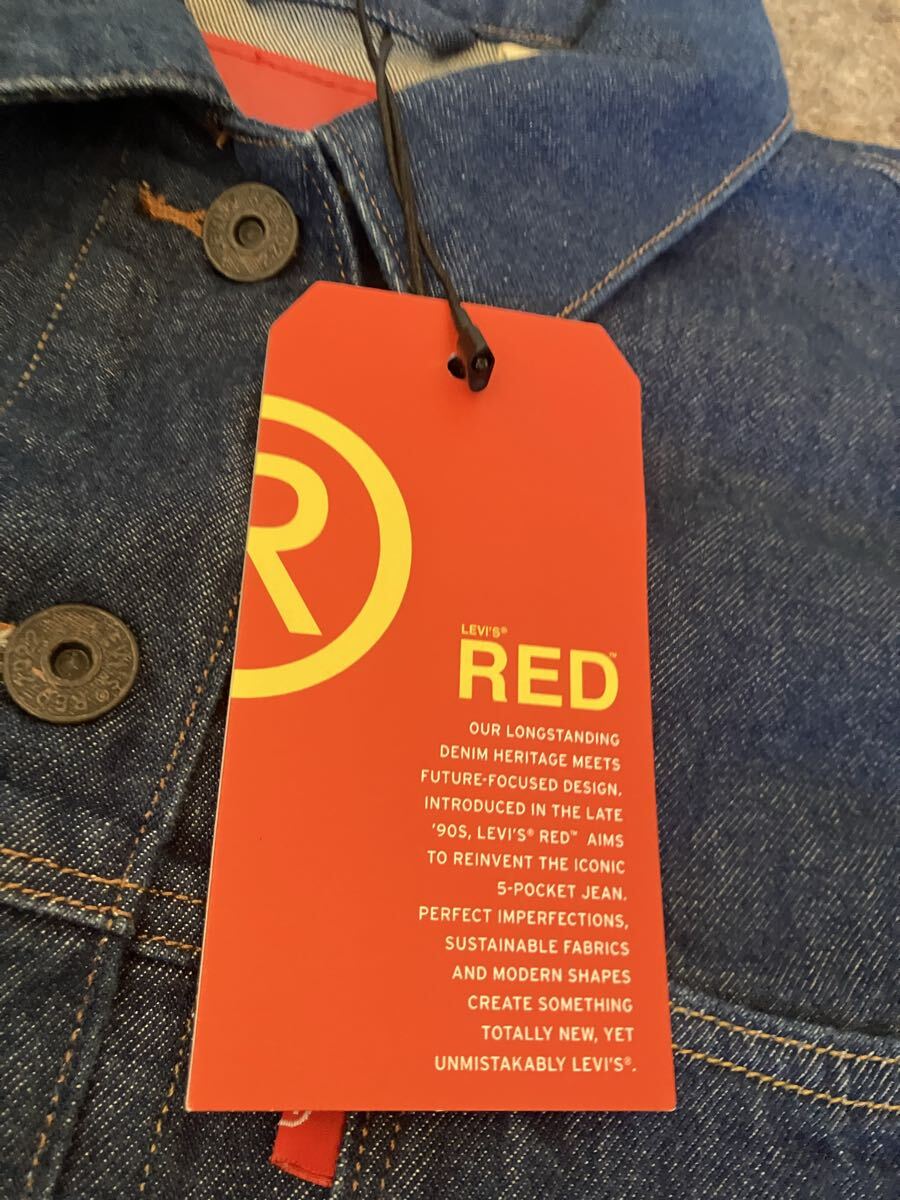 R
LEVI'S®
RED™
OUR LONGSTANDING
DENIM HERITAGE MEETS
FUTURE-FOCUSED DESIGN.
INTRODUCED IN THE LATE
'90S, LEVI'S® RED™ AIMS
TO REINVENT THE ICONIC
5-POCKET JEAN.
PERFECT IMPERFECTIONS,
SUSTAINABLE FABRICS
AND MODERN SHAPES
CREATE SOMETHING
TOTALLY NEW, YET
UNMISTAKABLY LEVI'S®.